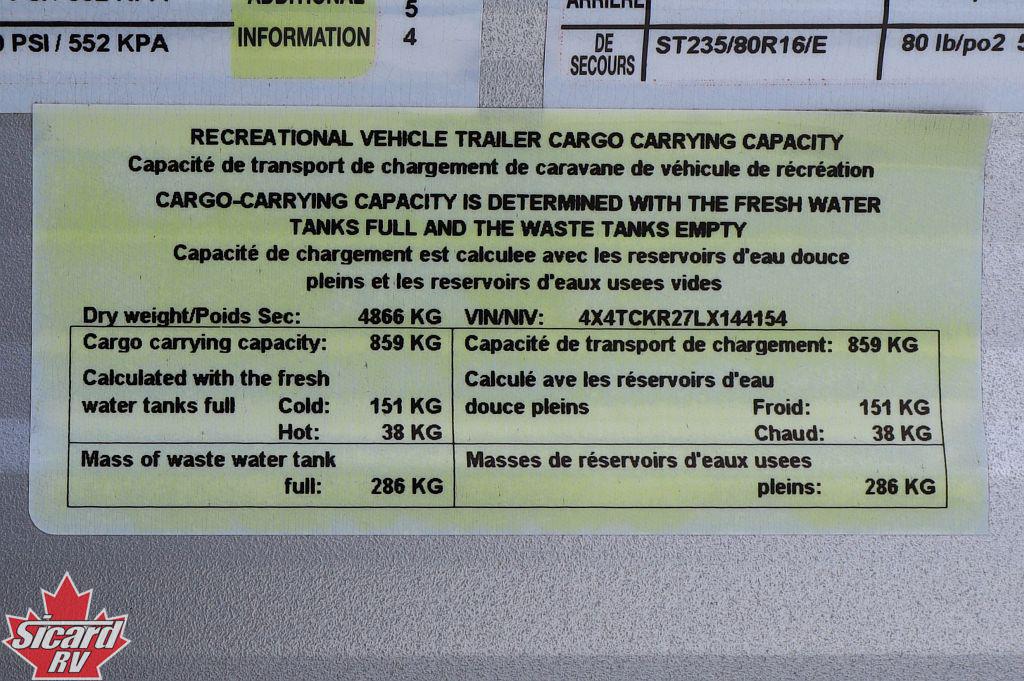 ADDITIONAL 5
PSI / 552 KPA INFORMATION 4
ARRIERE
DE SECOURS ST235/80R16/E 80 lb/po2 5
RECREATIONAL VEHICLE TRAILER CARGO CARRYING CAPACITY
Capacité de transport de chargement de caravane de véhicule de récréation
CARGO-CARRYING CAPACITY IS DETERMINED WITH THE FRESH WATER
TANKS FULL AND THE WASTE TANKS EMPTY
Capacité de chargement est calculee avec les reservoirs d'eau douce
pleins et les reservoirs d'eaux usees vides
Dry weight/Poids Sec: 4866 KG VIN/NIV: 4X4TCKR27LX144154
Cargo carrying capacity: 859 KG Capacité de transport de chargement: 859 KG
Calculated with the fresh Calculé ave les réservoirs d'eau
water tanks full Cold: 151 KG douce pleins Froid: 151 KG
Hot: 38 KG Chaud: 38 KG
Mass of waste water tank Masses de réservoirs d'eaux usees
full: 286 KG pleins: 286 KG
Sicard
RV